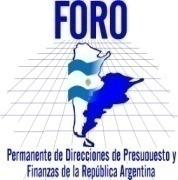 FORO
Permanente de Direcciones de Presupuesto y
Finanzas de la República Argentina